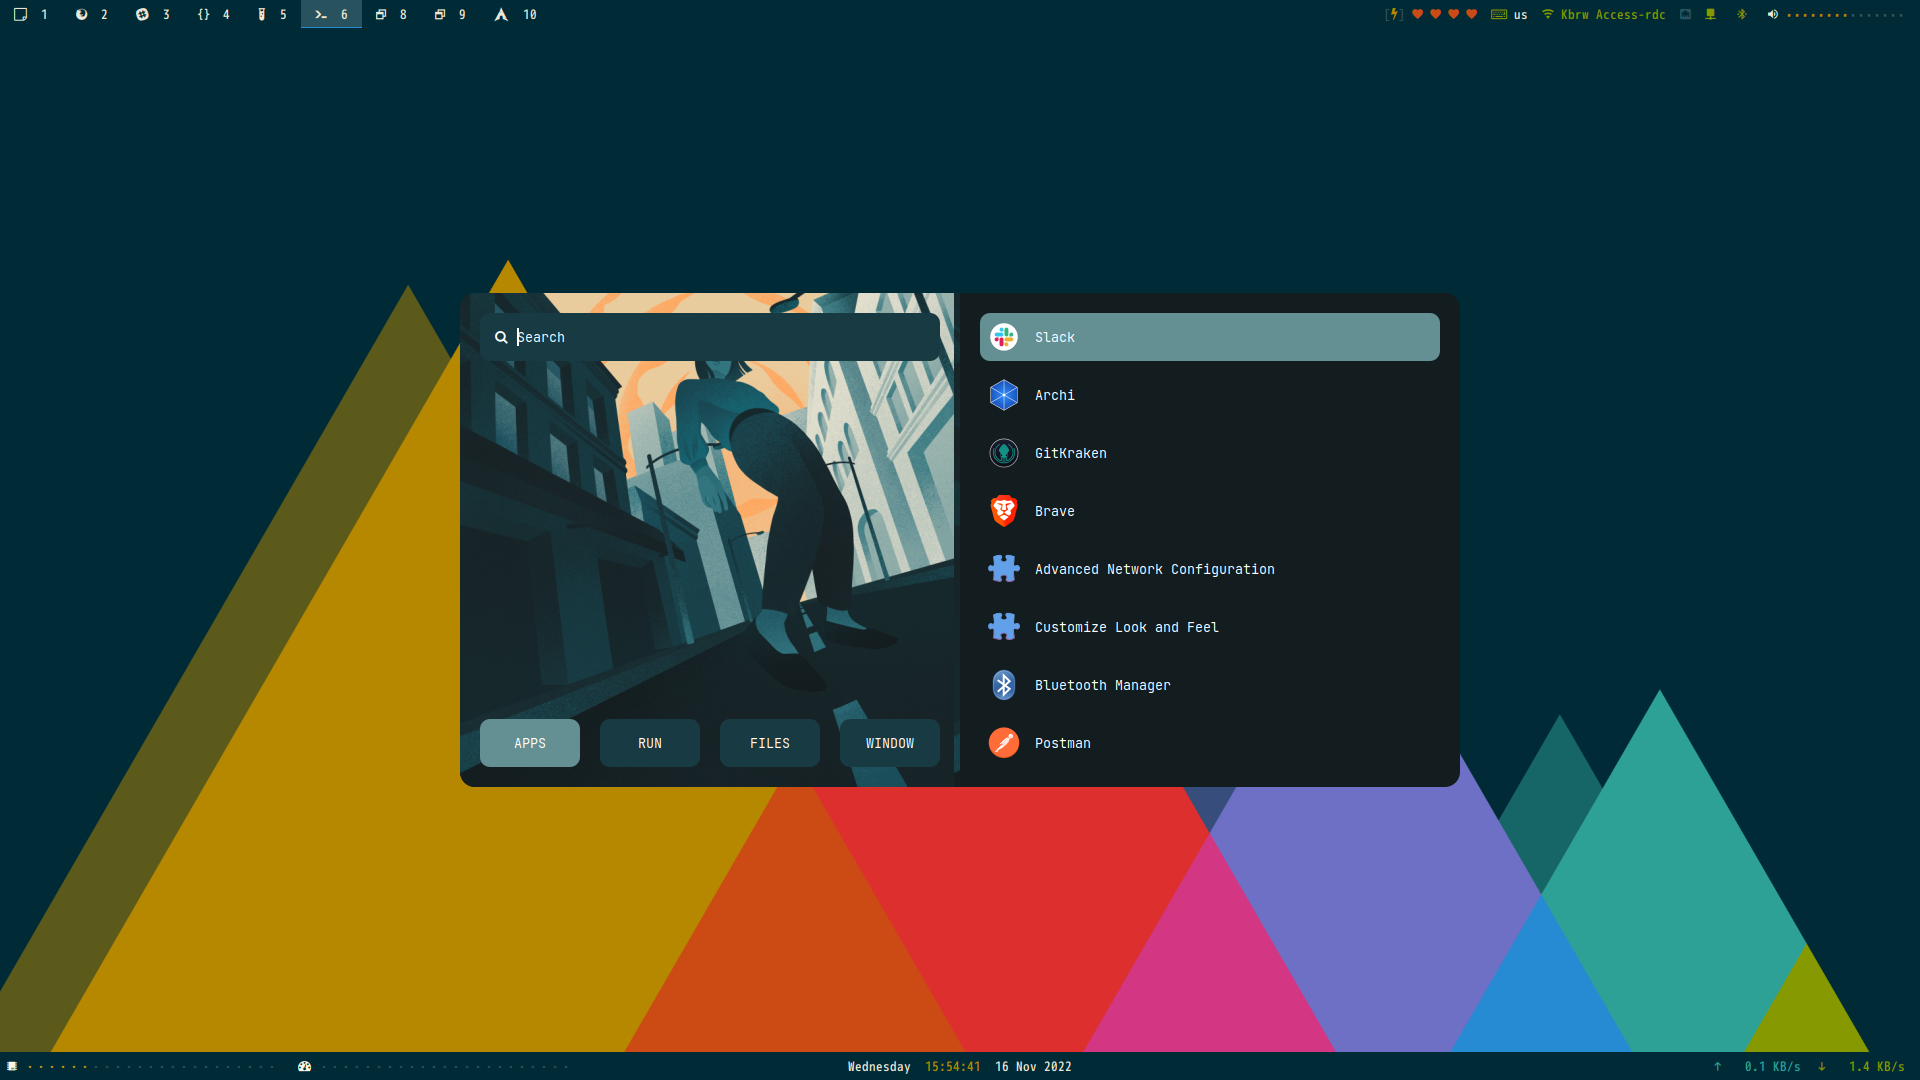 1 2 3 {} 4 5 >_ 6 8 9 10 us Kbrw Access-rdc
Search
APPS RUN FILES WINDOW
Slack
Archi
GitKraken
Brave
Advanced Network Configuration
Customize Look and Feel
Bluetooth Manager
Postman
Wednesday 15:54:41 16 Nov 2022 ↑ 0.1 KB/s ↓ 1.4 KB/s